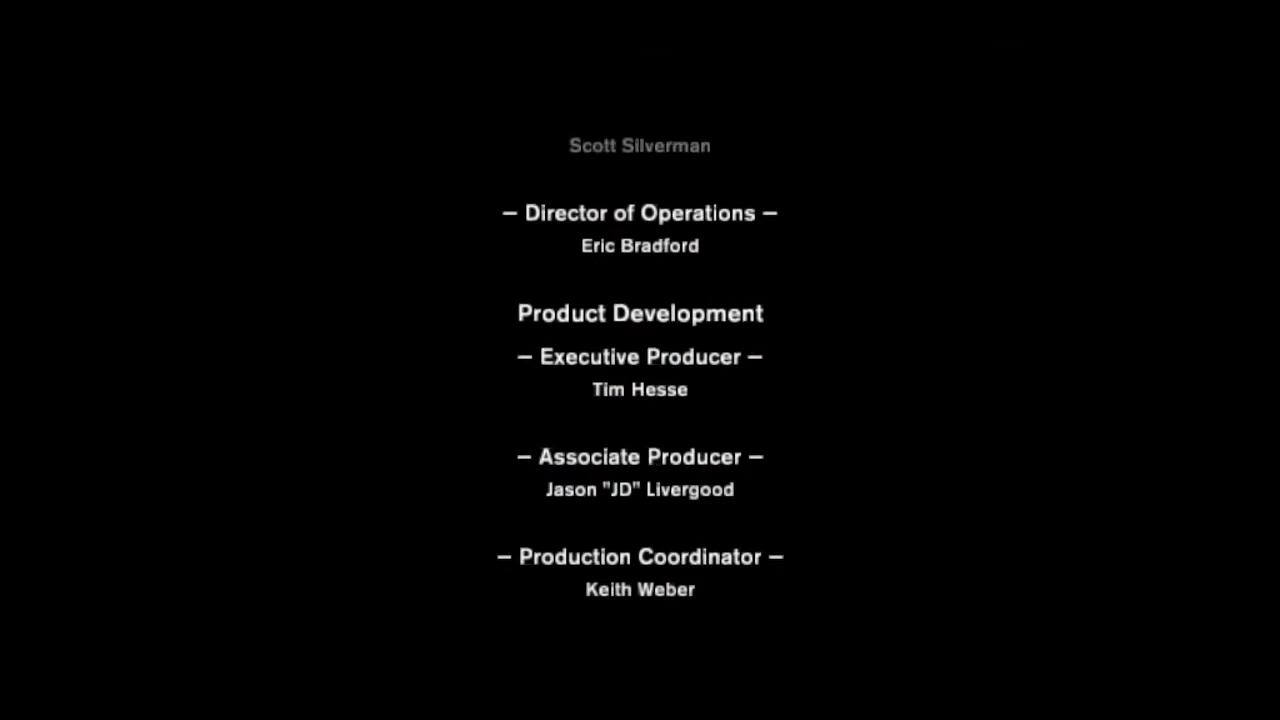 Scott Silverman
– Director of Operations –
Eric Bradford
Product Development
– Executive Producer –
Tim Hesse
– Associate Producer –
Jason "JD" Livergood
– Production Coordinator –
Keith Weber